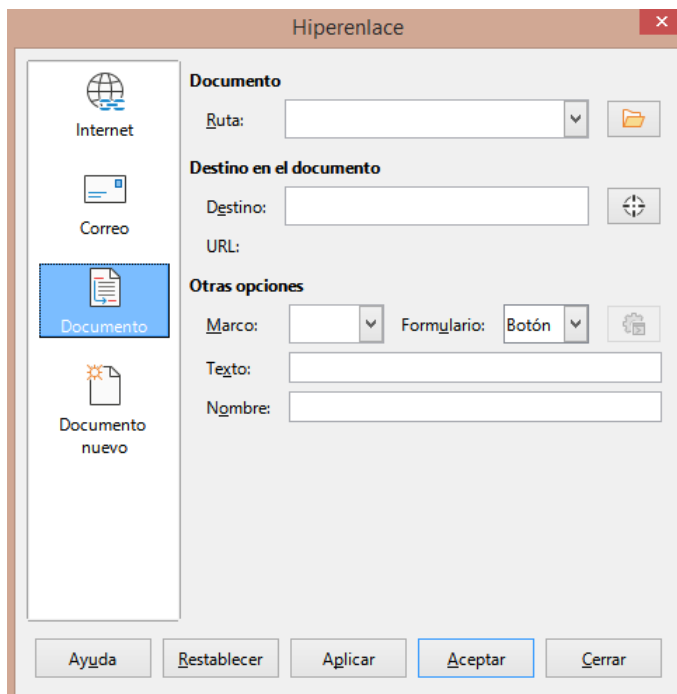 Hiperenlace
Internet
Correo
Documento
Documento
nuevo
Documento
Ruta:
Destino en el documento
Destino:
URL:
Otras opciones
Marco: Formulario: Botón
Texto:
Nombre:
Ayuda Restablecer Aplicar Aceptar Cerrar